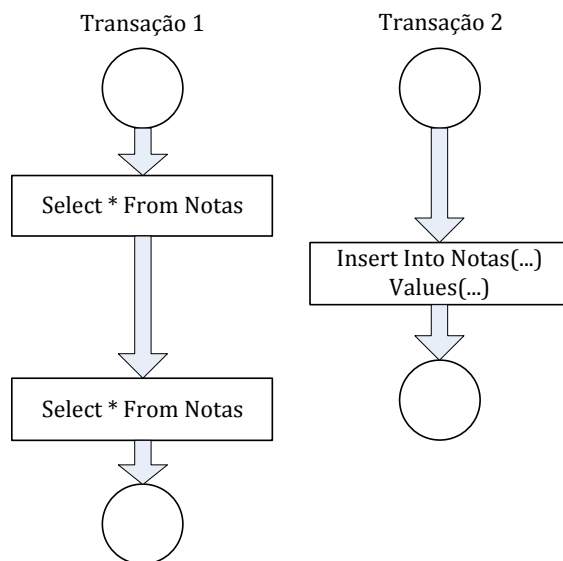 Transação 1
Transação 2
Select * From Notas
Insert Into Notas(...)
Values(...)
Select * From Notas